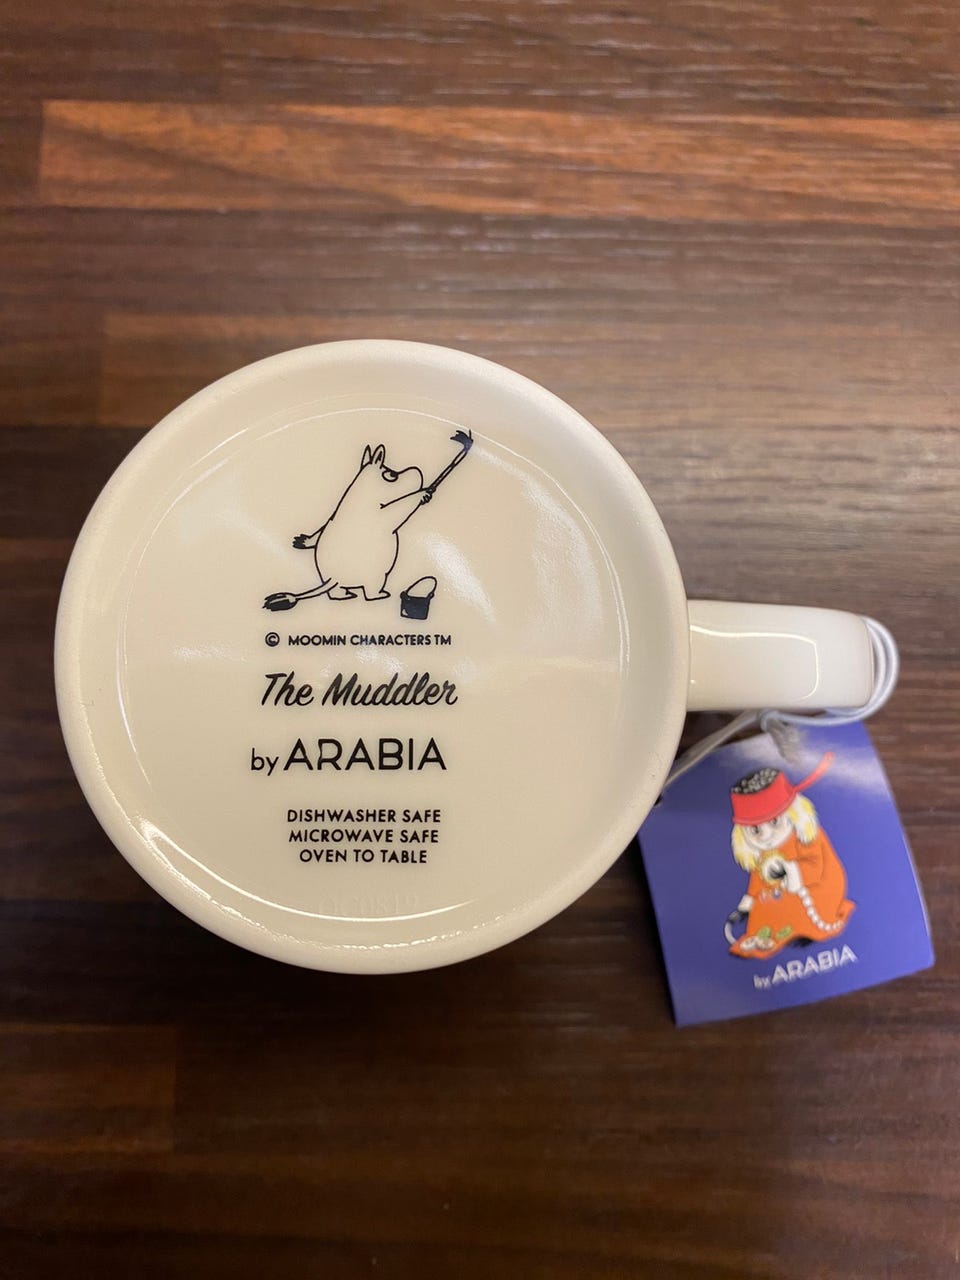 © MOOMIN CHARACTERS TM
The Muddler
by ARABIA
DISHWASHER SAFE
MICROWAVE SAFE
OVEN TO TABLE
by ARABIA